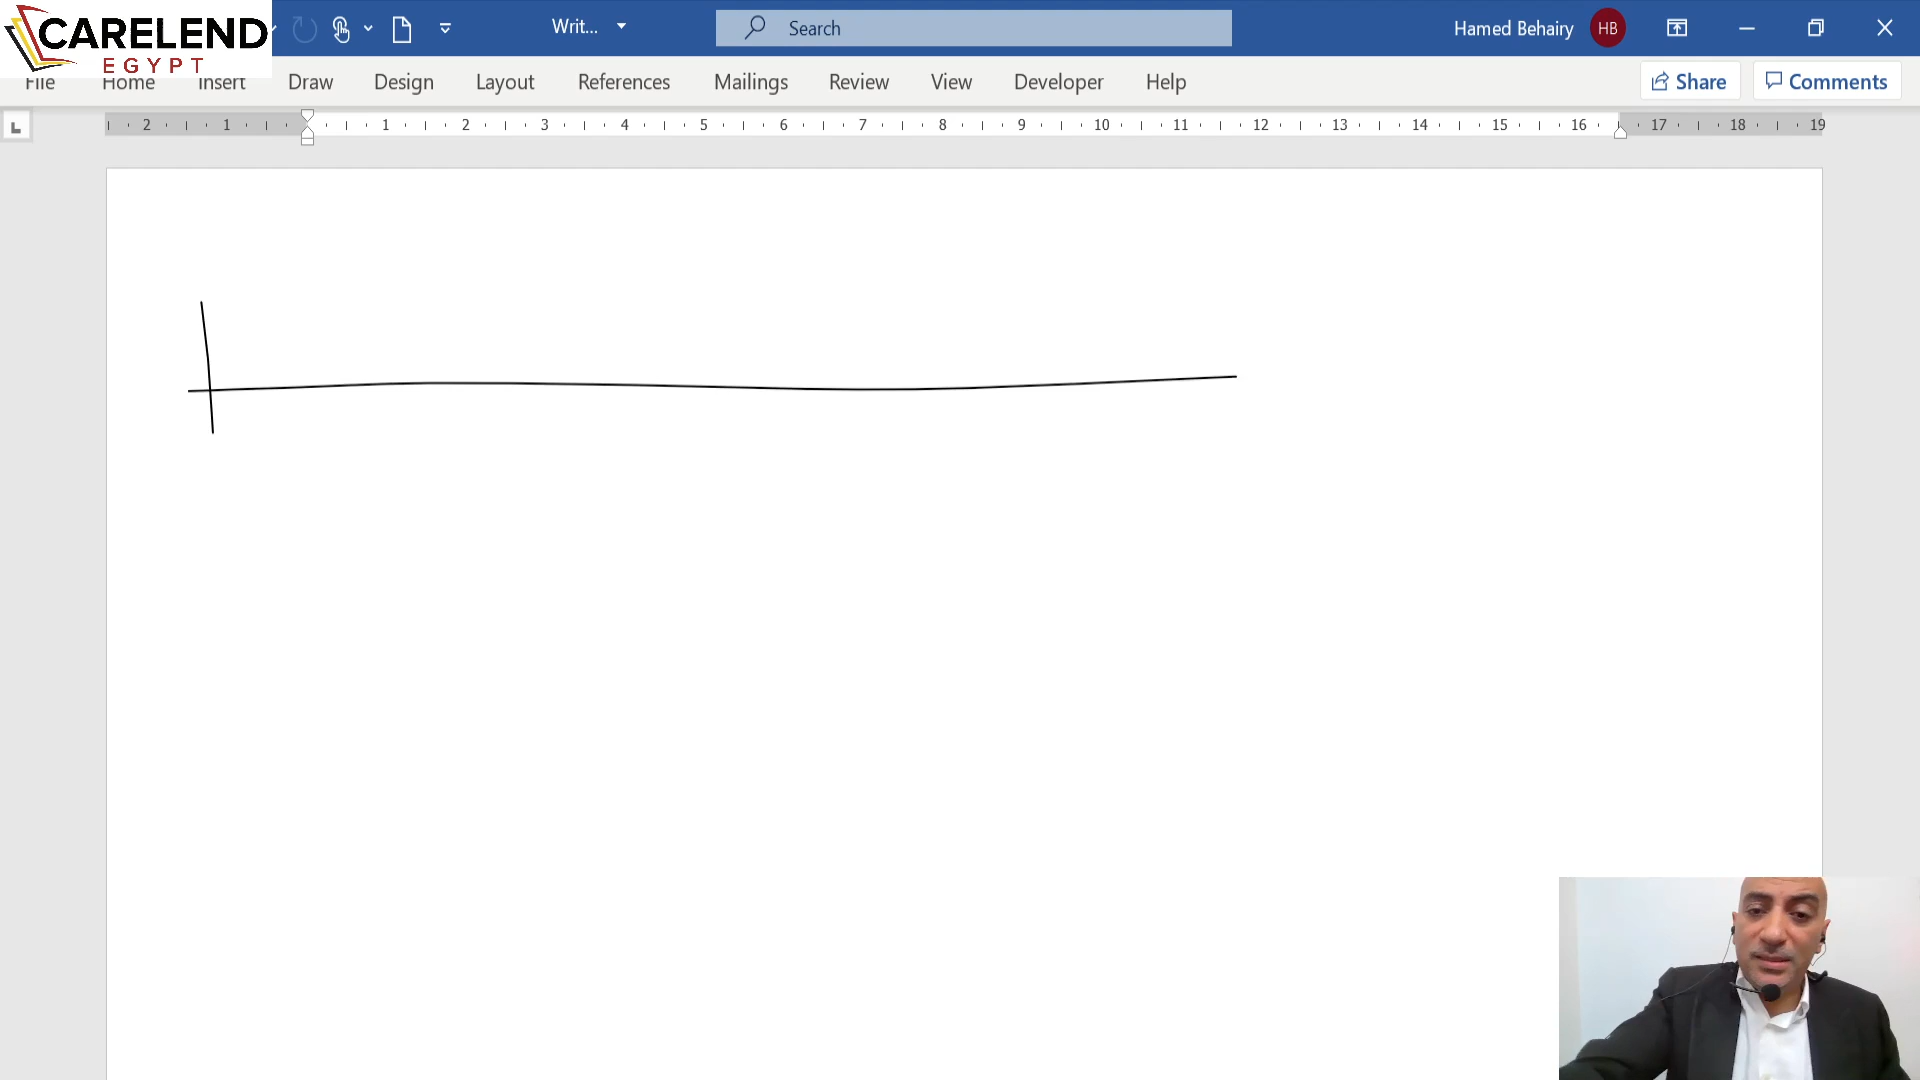 CARELEND
EGYPT
Writ...
Search
Hamed Behairy
HB
File
Home
Insert
Draw
Design
Layout
References
Mailings
Review
View
Developer
Help
Share
Comments
2 1 1 2 3 4 5 6 7 8 9 10 11 12 13 14 15 16 17 18 19